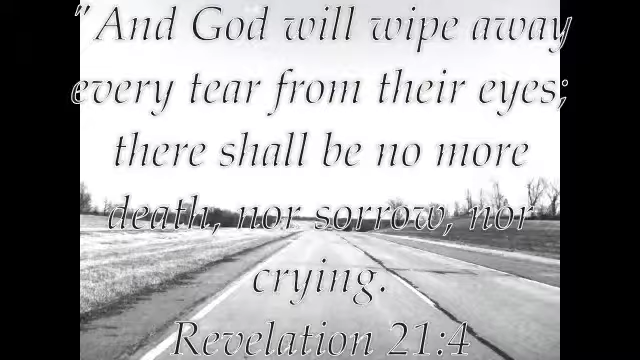 "And God will wipe away
every tear from their eyes;
there shall be no more
death, nor sorrow, nor
crying.
Revelation 21:4